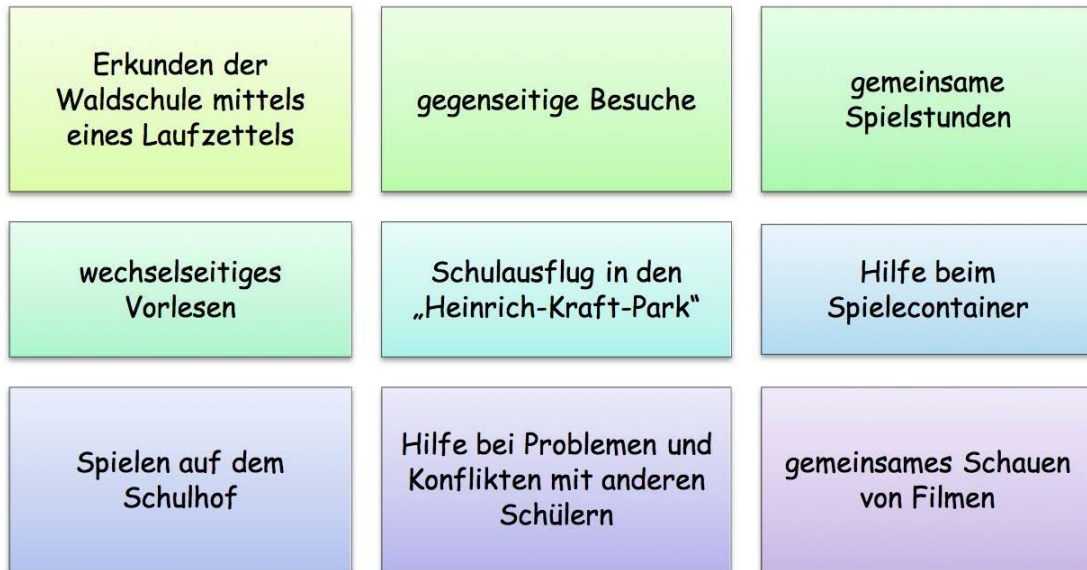 Erkunden der
Waldschule mittels
eines Laufzettels
gegenseitige Besuche
gemeinsame
Spielstunden
wechselseitiges
Vorlesen
Schulausflug in den
„Heinrich-Kraft-Park“
Hilfe beim
Spielecontainer
Spielen auf dem
Schulhof
Hilfe bei Problemen und
Konflikten mit anderen
Schülern
gemeinsames Schauen
von Filmen